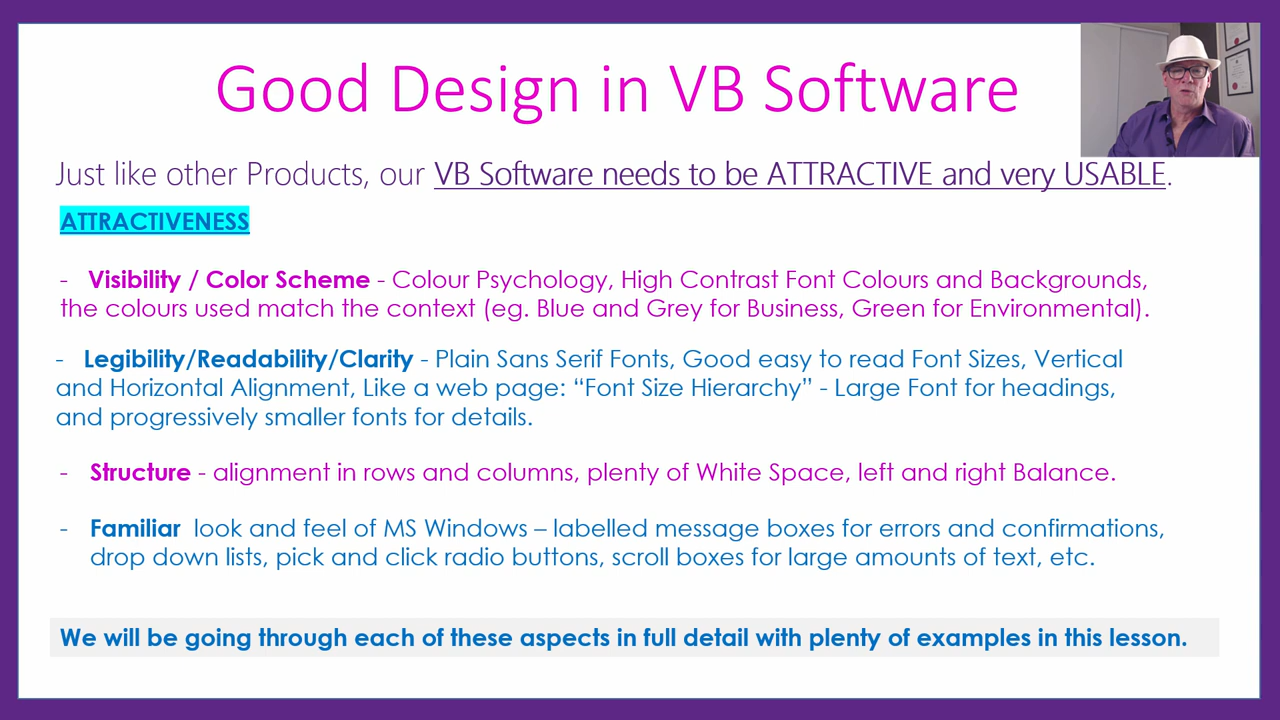 Good Design in VB Software
Just like other Products, our VB Software needs to be ATTRACTIVE and very USABLE.
ATTRACTIVENESS
- Visibility / Color Scheme - Colour Psychology, High Contrast Font Colours and Backgrounds,
the colours used match the context (eg. Blue and Grey for Business, Green for Environmental).
- Legibility/Readability/Clarity - Plain Sans Serif Fonts, Good easy to read Font Sizes, Vertical
and Horizontal Alignment, Like a web page: “Font Size Hierarchy” - Large Font for headings,
and progressively smaller fonts for details.
- Structure - alignment in rows and columns, plenty of White Space, left and right Balance.
- Familiar look and feel of MS Windows – labelled message boxes for errors and confirmations,
drop down lists, pick and click radio buttons, scroll boxes for large amounts of text, etc.
We will be going through each of these aspects in full detail with plenty of examples in this lesson.